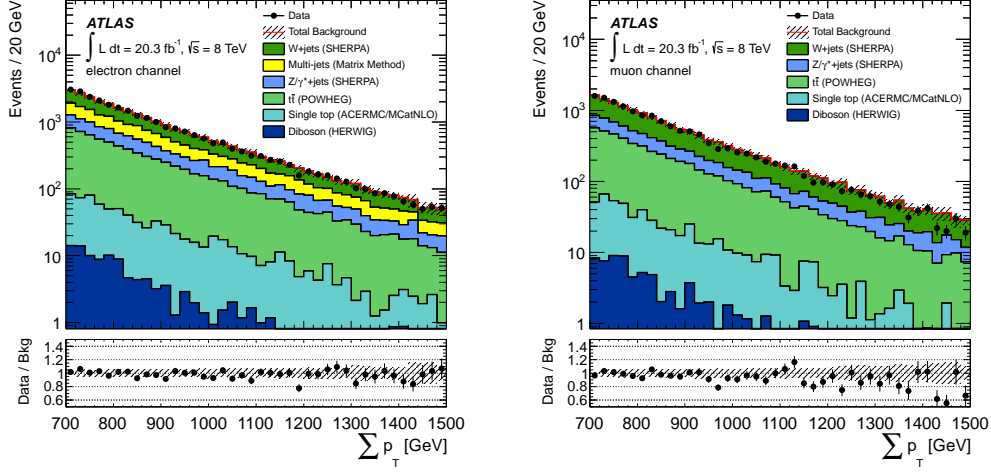 ATLAS
∫ L dt = 20.3 fb⁻¹, √s = 8 TeV
electron channel
Data
Total Background
W+jets (SHERPA)
Multi-jets (Matrix Method)
Z/γ*+jets (SHERPA)
tt̄ (POWHEG)
Single top (ACERMC/MCatNLO)
Diboson (HERWIG)
Events / 20 GeV
10⁴
10³
10²
10
1
Data / Bkg
1.4
1.2
1
0.8
0.6
700 800 900 1000 1100 1200 1300 1400 1500
∑ p_T [GeV]
ATLAS
∫ L dt = 20.3 fb⁻¹, √s = 8 TeV
muon channel
Data
Total Background
W+jets (SHERPA)
Z/γ*+jets (SHERPA)
tt̄ (POWHEG)
Single top (ACERMC/MCatNLO)
Diboson (HERWIG)
Events / 20 GeV
10⁴
10³
10²
10
1
Data / Bkg
1.4
1.2
1
0.8
0.6
700 800 900 1000 1100 1200 1300 1400 1500
∑ p_T [GeV]